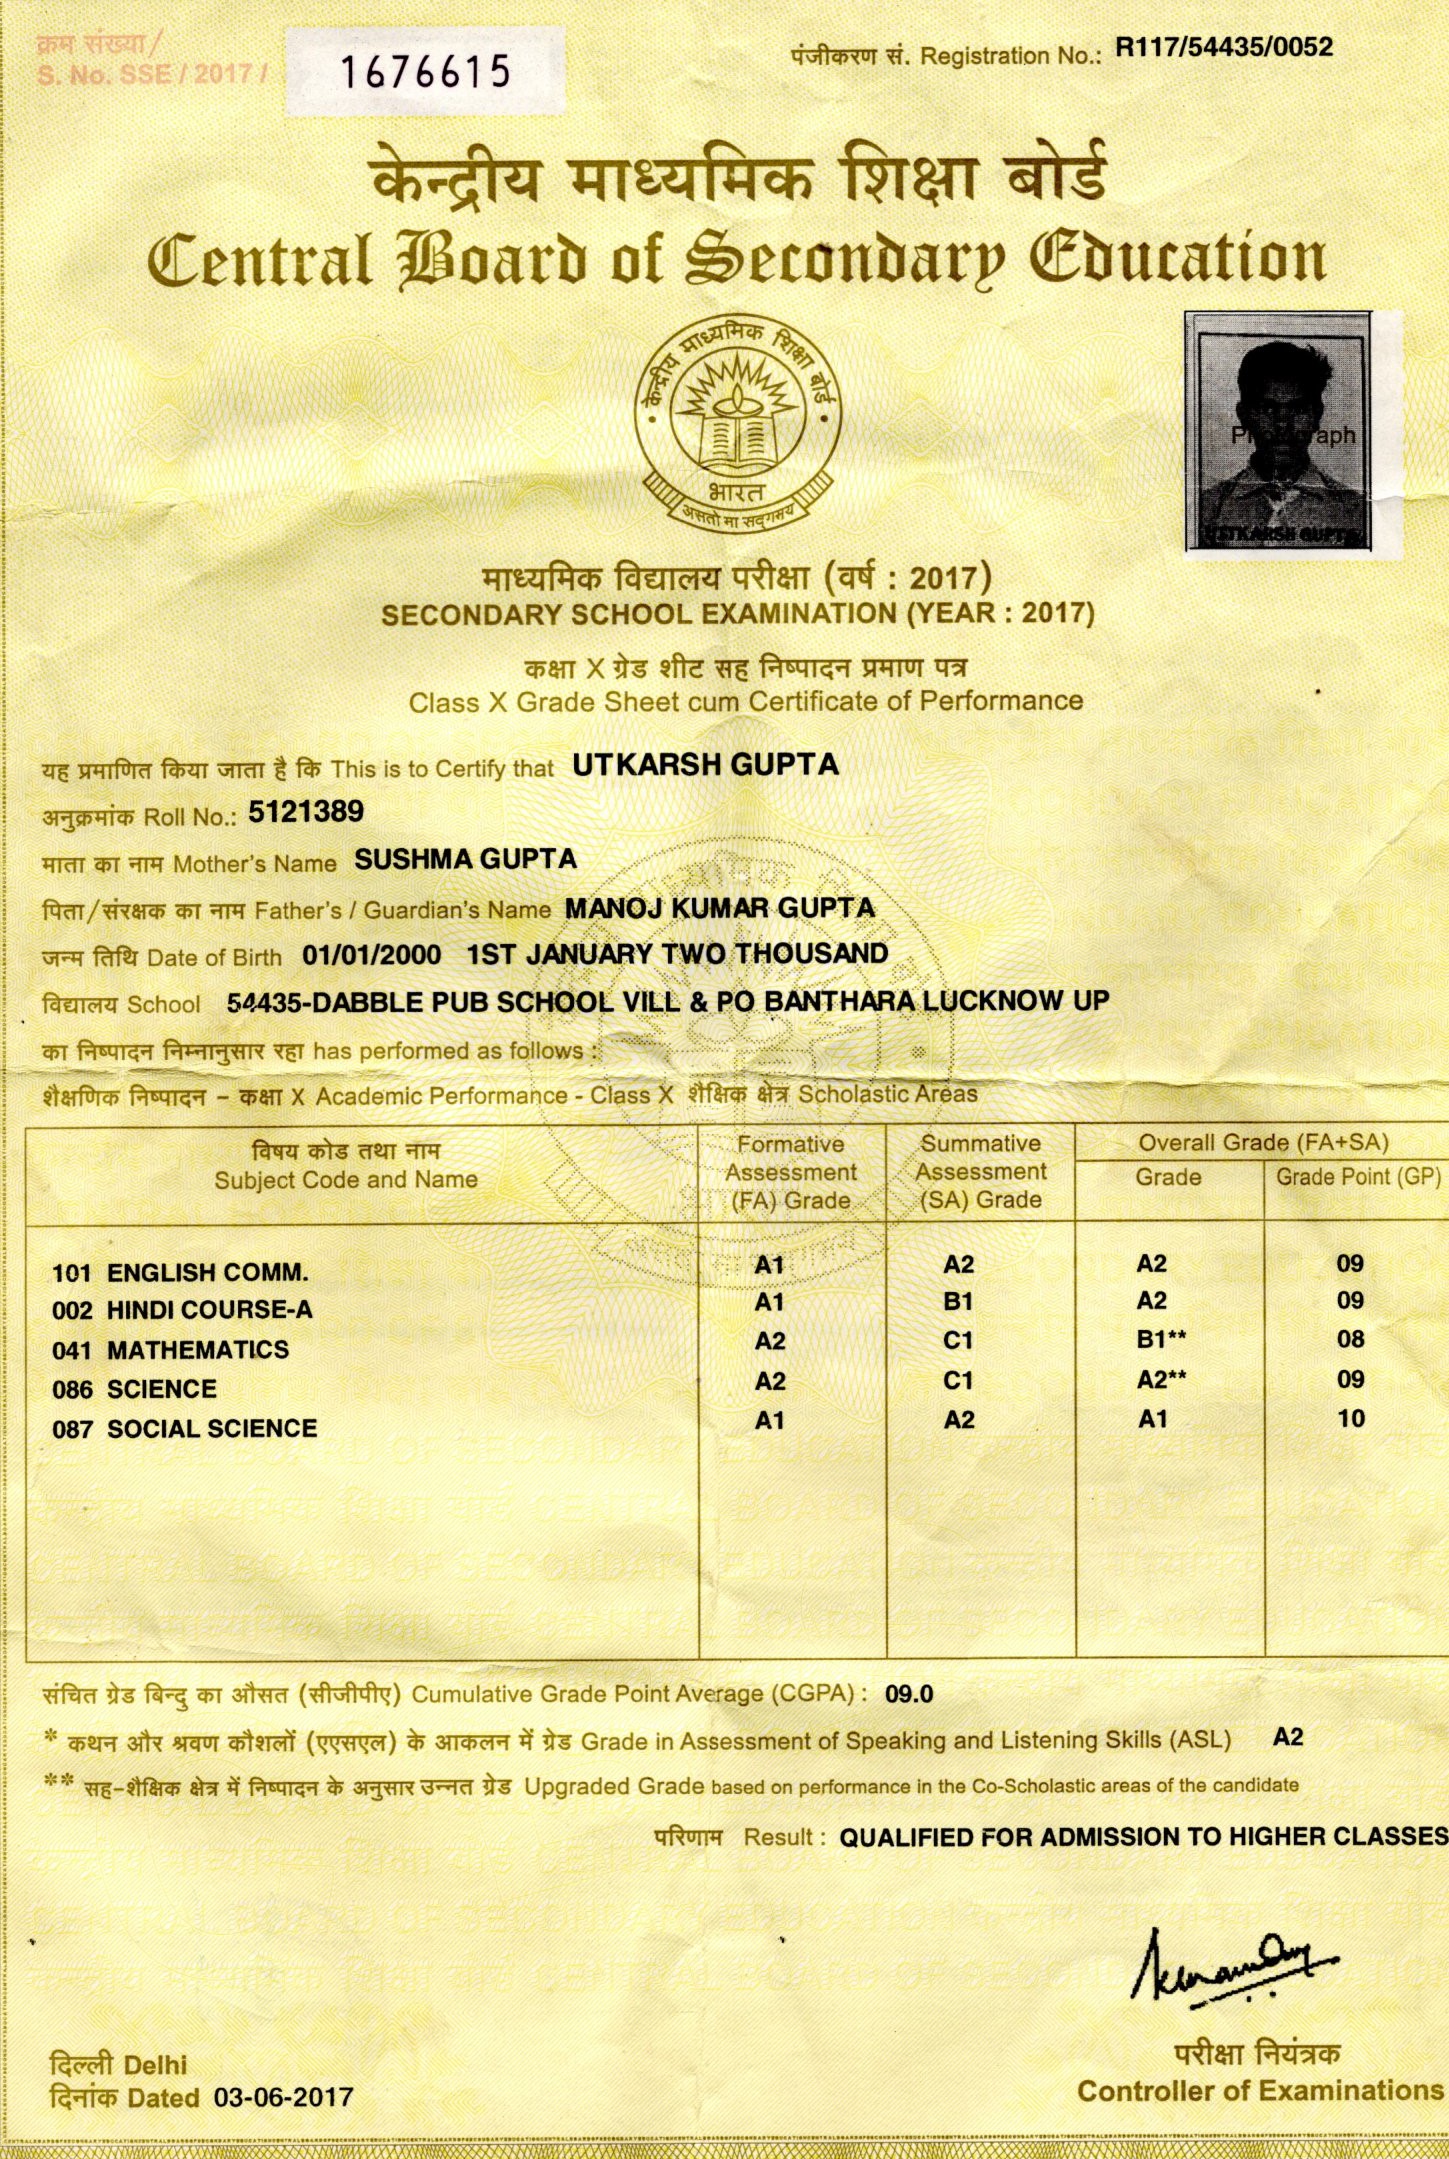 क्रम संख्या/
S. No. SSE / 2017 / 1676615
पंजीकरण सं. Registration No.: R117/54435/0052
केन्द्रीय माध्यमिक शिक्षा बोर्ड
Central Board of Secondary Education
केन्द्रीय माध्यमिक शिक्षा बोर्ड
भारत
असतो मा सद्गमय
UTKARSH GUPTA
माध्यमिक विद्यालय परीक्षा (वर्ष : 2017)
SECONDARY SCHOOL EXAMINATION (YEAR : 2017)
कक्षा X ग्रेड शीट सह निष्पादन प्रमाण पत्र
Class X Grade Sheet cum Certificate of Performance
यह प्रमाणित किया जाता है कि This is to Certify that UTKARSH GUPTA
अनुक्रमांक Roll No.: 5121389
माता का नाम Mother's Name SUSHMA GUPTA
पिता/संरक्षक का नाम Father's / Guardian's Name MANOJ KUMAR GUPTA
जन्म तिथि Date of Birth 01/01/2000 1ST JANUARY TWO THOUSAND
विद्यालय School 54435-DABBLE PUB SCHOOL VILL & PO BANTHARA LUCKNOW UP
का निष्पादन निम्नानुसार रहा has performed as follows :
शैक्षणिक निष्पादन – कक्षा X Academic Performance - Class X शैक्षिक क्षेत्र Scholastic Areas
विषय कोड तथा नाम
Subject Code and Name
Formative
Assessment
(FA) Grade
Summative
Assessment
(SA) Grade
Overall Grade (FA+SA)
Grade
Grade Point (GP)
101 ENGLISH COMM. A1 A2 A2 09
002 HINDI COURSE-A A1 B1 A2 09
041 MATHEMATICS A2 C1 B1** 08
086 SCIENCE A2 C1 A2** 09
087 SOCIAL SCIENCE A1 A2 A1 10
संचित ग्रेड बिन्दु का औसत (सीजीपीए) Cumulative Grade Point Average (CGPA) : 09.0
* कथन और श्रवण कौशलों (एएसएल) के आकलन में ग्रेड Grade in Assessment of Speaking and Listening Skills (ASL) A2
** सह–शैक्षिक क्षेत्र में निष्पादन के अनुसार उन्नत ग्रेड Upgraded Grade based on performance in the Co-Scholastic areas of the candidate
परिणाम Result : QUALIFIED FOR ADMISSION TO HIGHER CLASSES
परीक्षा नियंत्रक
Controller of Examinations
दिल्ली Delhi
दिनांक Dated 03-06-2017